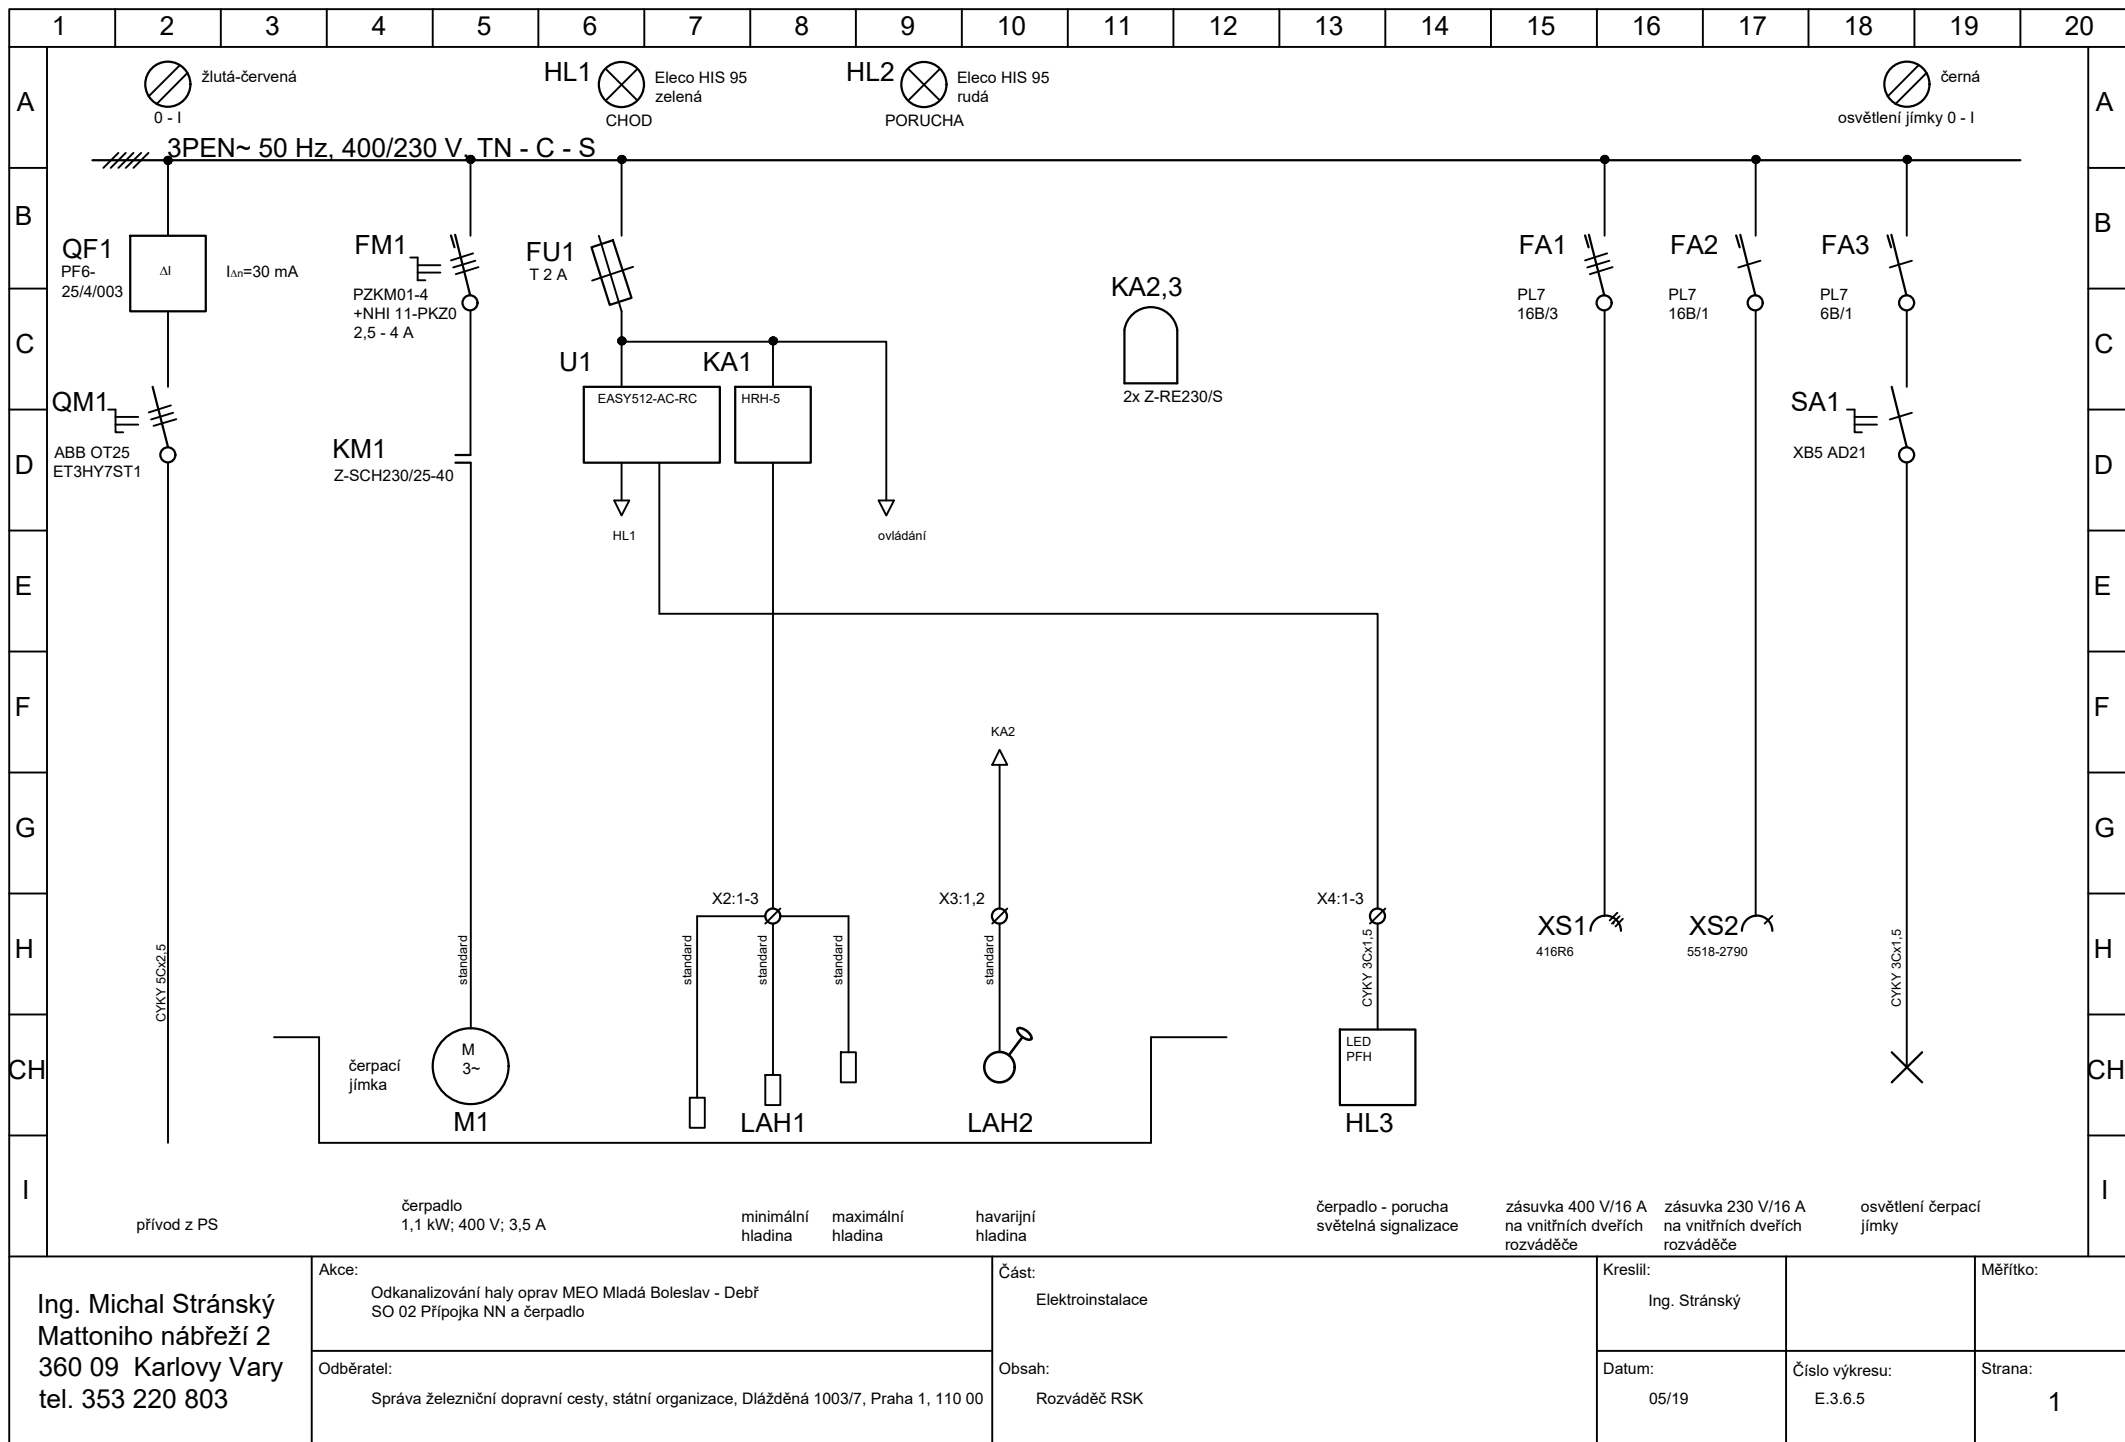 1 2 3 4 5 6 7 8 9 10 11 12 13 14 15 16 17 18 19 20
A
žlutá-červená
0 - I
HL1
Eleco HIS 95
zelená
CHOD
HL2
Eleco HIS 95
rudá
PORUCHA
černá
osvětlení jímky 0 - I
A
3PEN~ 50 Hz, 400/230 V, TN - C - S
B
QF1
PF6-
25/4/003
ΔI
IΔn=30 mA
FM1
PZKM01-4
+NHI 11-PKZ0
2,5 - 4 A
FU1
T 2 A
KA2,3
2x Z-RE230/S
FA1
PL7
16B/3
FA2
PL7
16B/1
FA3
PL7
6B/1
B
C
U1
EASY512-AC-RC
KA1
HRH-5
C
QM1
ABB OT25
ET3HY7ST1
SA1
XB5 AD21
D
KM1
Z-SCH230/25-40
D
HL1
ovládání
E
E
F
KA2
F
G
G
X2:1-3
X3:1,2
X4:1-3
H
CYKY 5Cx2,5
standard
standard
standard
standard
standard
CYKY 3Cx1,5
XS1
416R6
XS2
5518-2790
CYKY 3Cx1,5
H
CH
čerpací
jímka
M
3~
M1
LAH1
LAH2
LED
PFH
HL3
CH
I
přívod z PS
čerpadlo
1,1 kW; 400 V; 3,5 A
minimální
hladina
maximální
hladina
havarijní
hladina
čerpadlo - porucha
světelná signalizace
zásuvka 400 V/16 A
na vnitřních dveřích
rozváděče
zásuvka 230 V/16 A
na vnitřních dveřích
rozváděče
osvětlení čerpací
jímky
I
Ing. Michal Stránský
Mattoniho nábřeží 2
360 09 Karlovy Vary
tel. 353 220 803
Akce:
Odkanalizování haly oprav MEO Mladá Boleslav - Debř
SO 02 Přípojka NN a čerpadlo
Odběratel:
Správa železniční dopravní cesty, státní organizace, Dlážděná 1003/7, Praha 1, 110 00
Část:
Elektroinstalace
Obsah:
Rozváděč RSK
Kreslil:
Ing. Stránský
Měřítko:
Datum:
05/19
Číslo výkresu:
E.3.6.5
Strana:
1